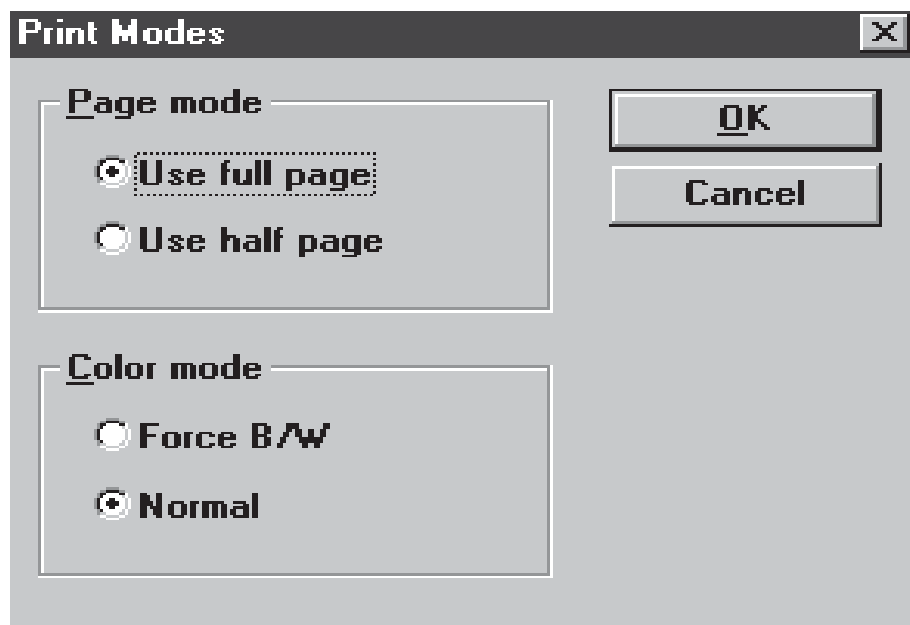 Print Modes
Page mode
Use full page
Use half page
OK
Cancel
Color mode
Force B/W
Normal